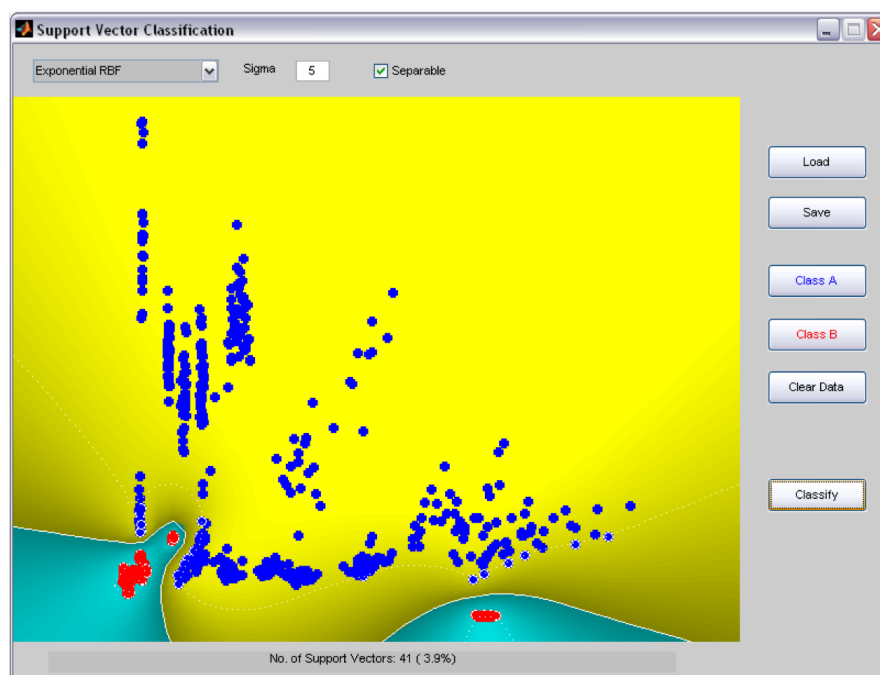 Support Vector Classification
Exponential RBF
Sigma
5
Separable
Load
Save
Class A
Class B
Clear Data
Classify
No. of Support Vectors: 41 ( 3.9%)